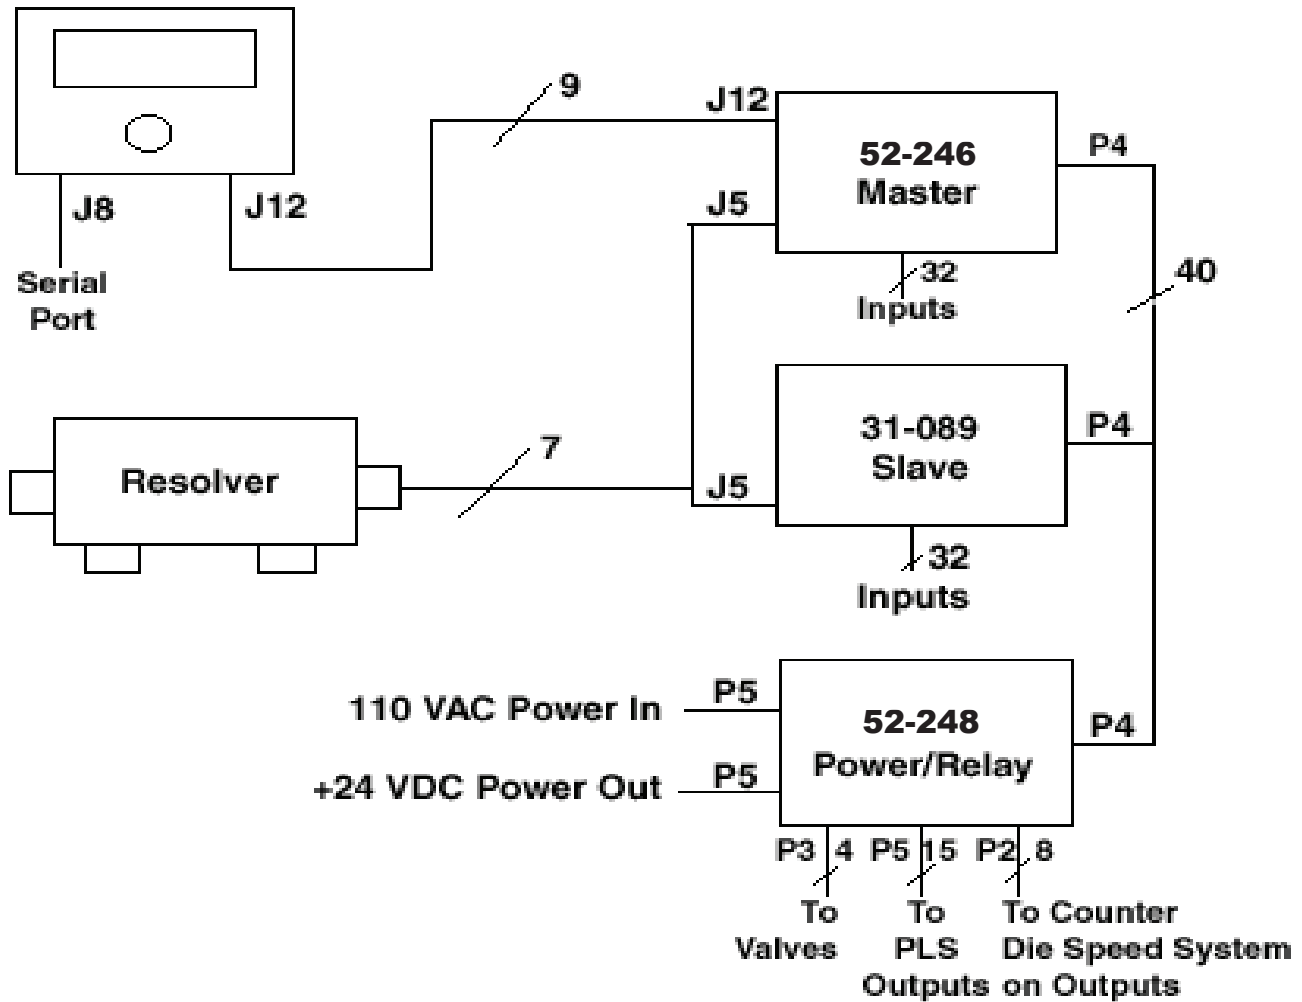 9
J12
52-246
Master
P4
J8
J12
J5
Serial
Port
32
Inputs
40
31-089
Slave
P4
7
Resolver
J5
32
Inputs
P5
110 VAC Power In
52-248
Power/Relay
P4
P5
+24 VDC Power Out
P3 4 P5 15 P2 8
To
Valves
To
PLS
Outputs
To Counter
Die Speed System
on Outputs